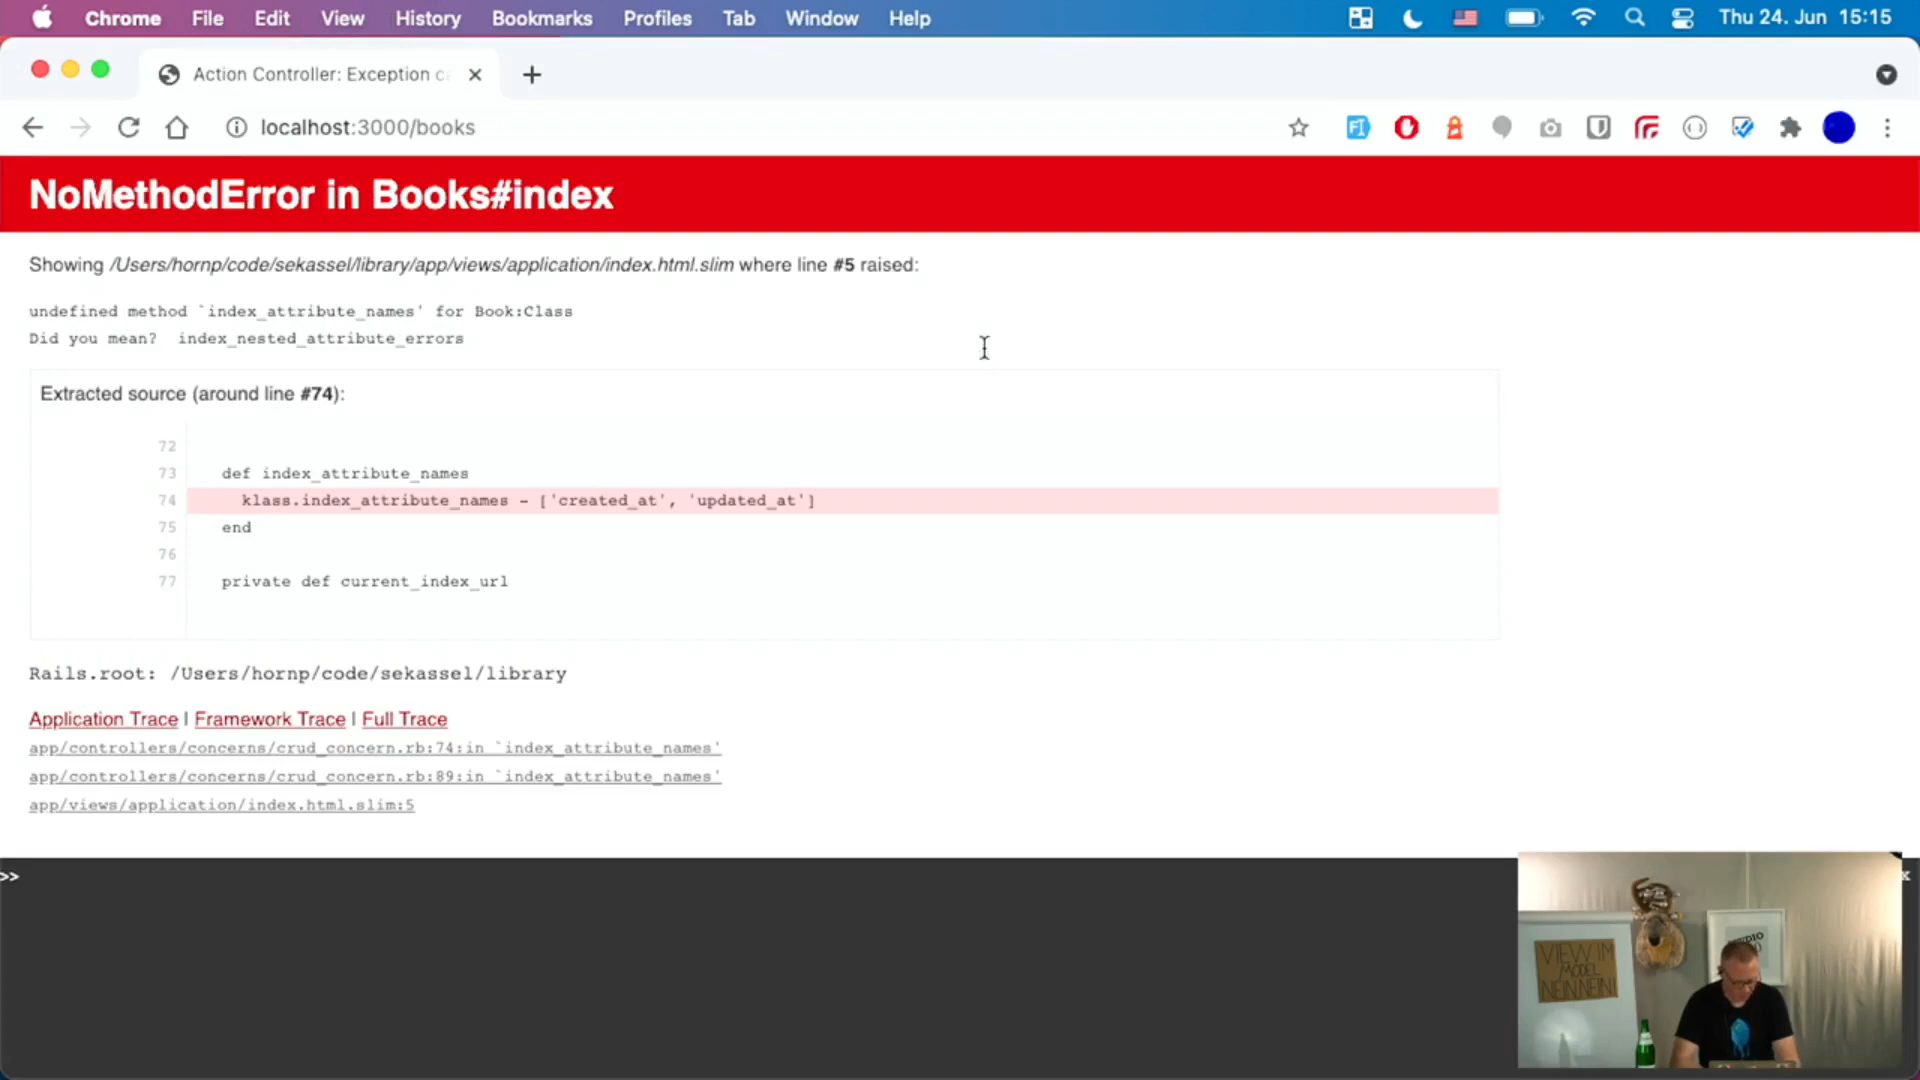 Chrome File Edit View History Bookmarks Profiles Tab Window Help Thu 24. Jun 15:15
Action Controller: Exception ca
localhost:3000/books
NoMethodError in Books#index
Showing /Users/hornp/code/sekassel/library/app/views/application/index.html.slim where line #5 raised:
undefined method `index_attribute_names' for Book:Class
Did you mean? index_nested_attribute_errors
Extracted source (around line #74):
72
73 def index_attribute_names
74 klass.index_attribute_names - ['created_at', 'updated_at']
75 end
76
77 private def current_index_url
Rails.root: /Users/hornp/code/sekassel/library
Application Trace | Framework Trace | Full Trace
app/controllers/concerns/crud_concern.rb:74:in `index_attribute_names'
app/controllers/concerns/crud_concern.rb:89:in `index_attribute_names'
app/views/application/index.html.slim:5
>>
x
VIEW IM
MODEL
NEINNEIN!